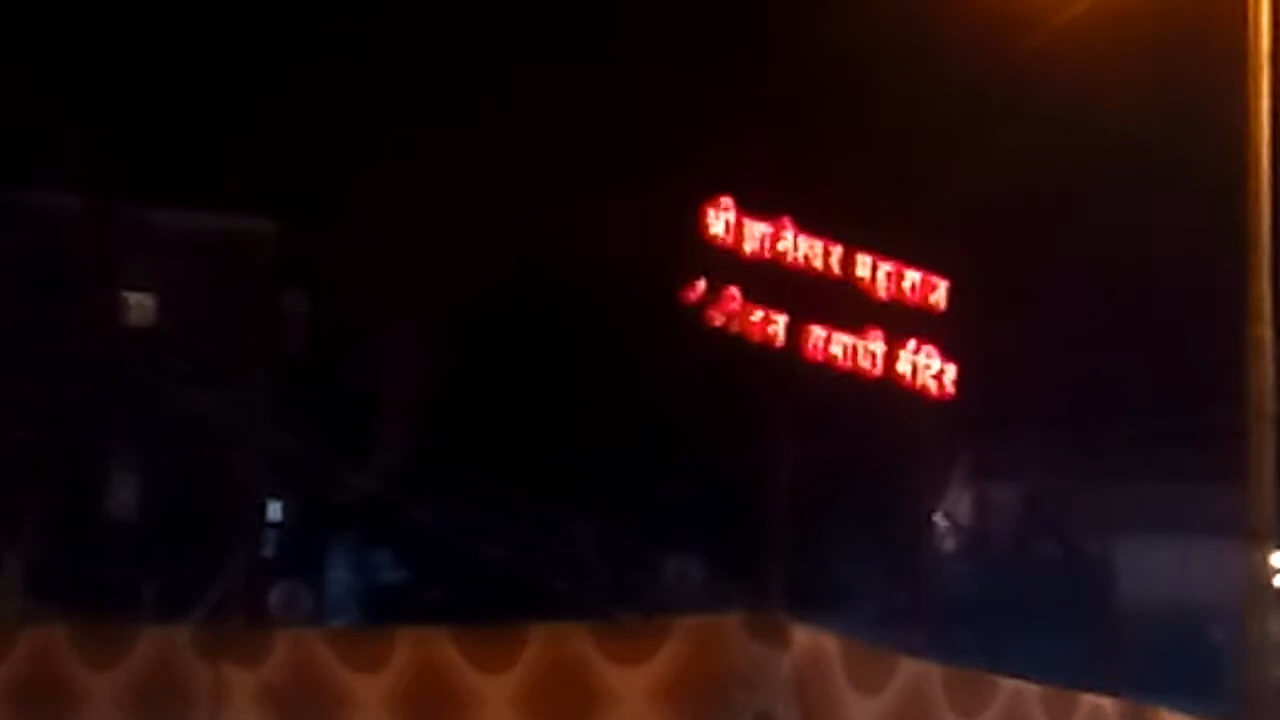 श्री ज्ञानेश्वर महाराज
समाधी मंदिर